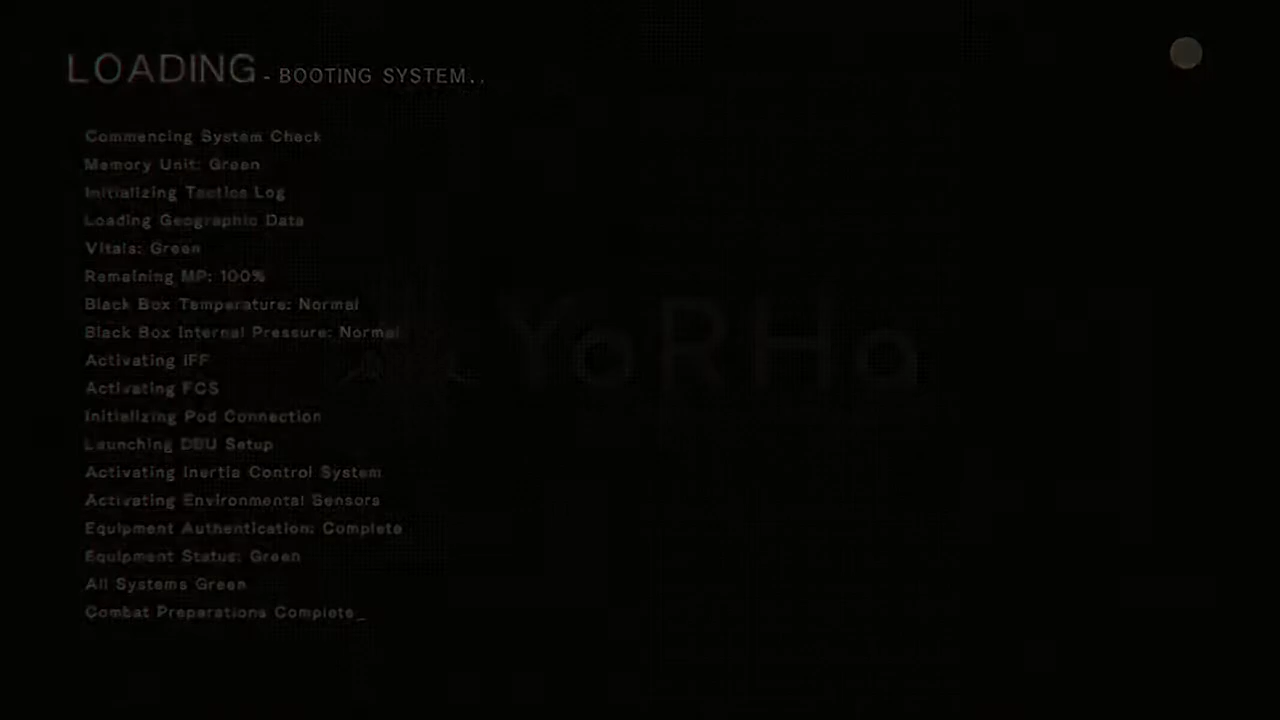 LOADING - BOOTING SYSTEM..
Commencing System Check
Memory Unit: Green
Initializing Tactics Log
Loading Geographic Data
Vitals: Green
Remaining MP: 100%
Black Box Temperature: Normal
Black Box Internal Pressure: Normal
Activating IFF
Activating FCS
Initializing Pod Connection
Launching DBU Setup
Activating Inertia Control System
Activating Environmental Sensors
Equipment Authentication: Complete
Equipment Status: Green
All Systems Green
Combat Preparations Complete_
YoRHa